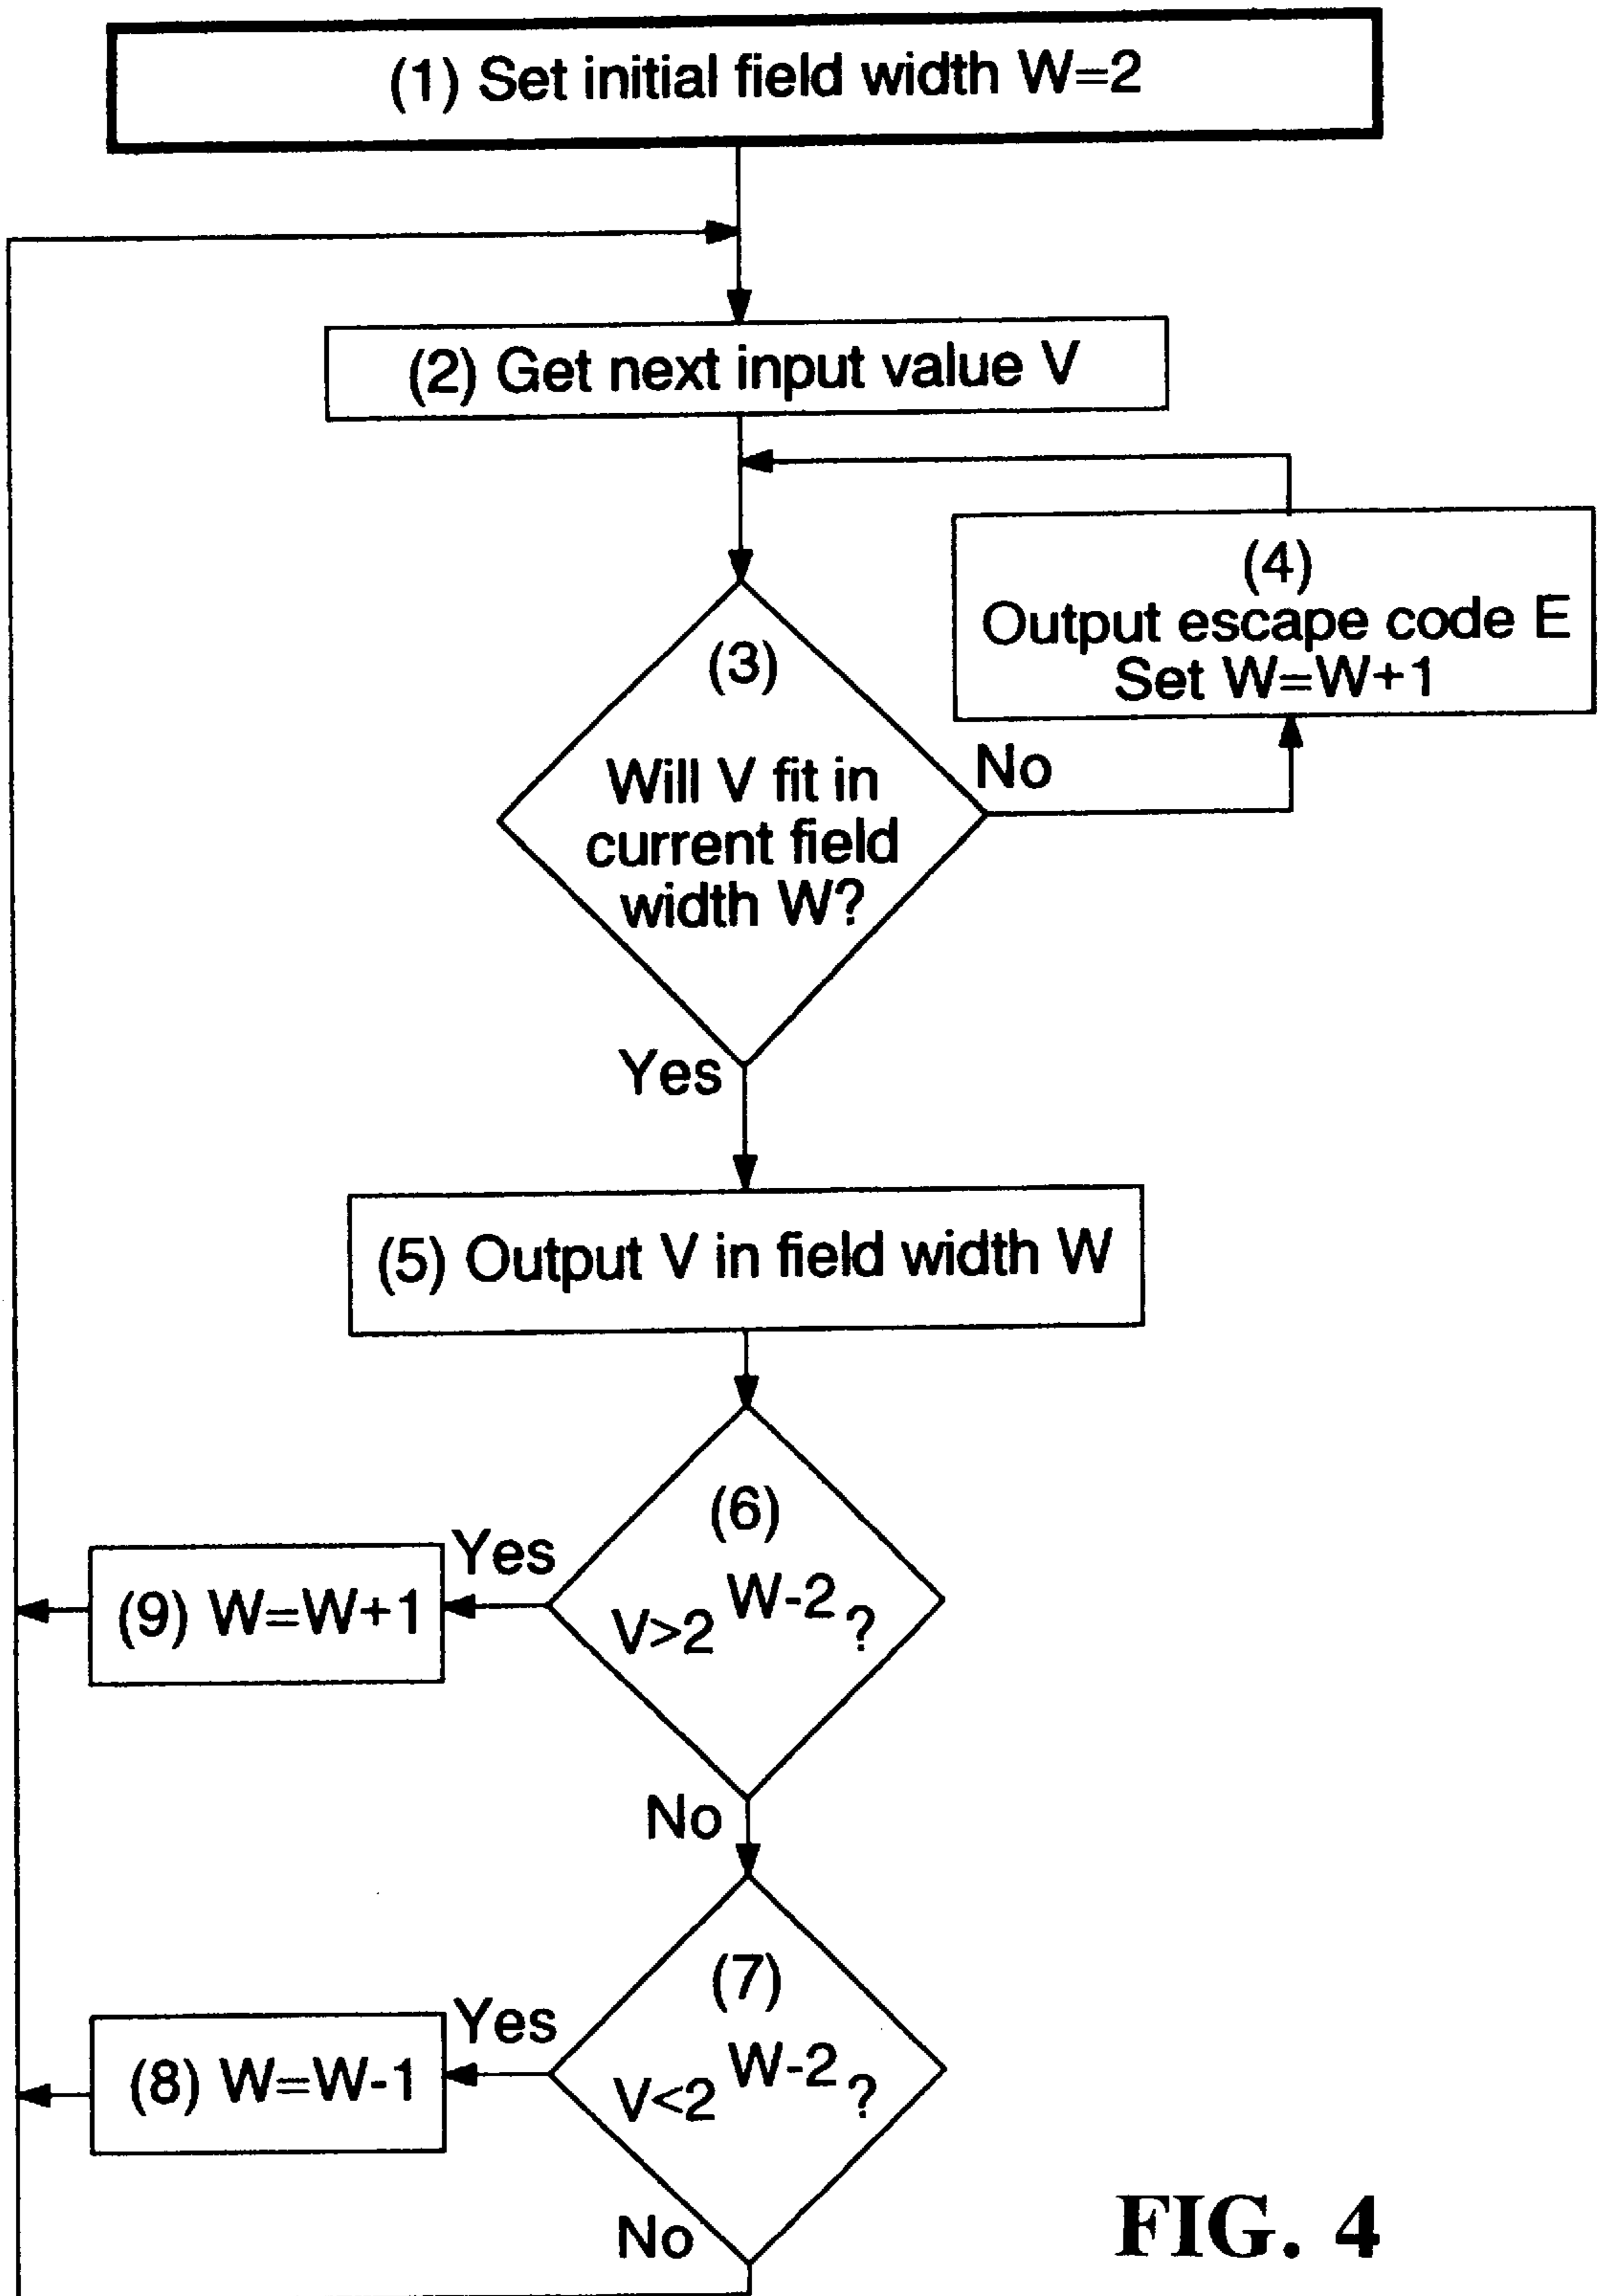 (1) Set initial field width W=2
(2) Get next input value V
(4)
Output escape code E
Set W=W+1
(3)
Will V fit in
current field
width W?
No
Yes
(5) Output V in field width W
(6)
V>2 W-2 ?
Yes
(9) W=W+1
No
(7)
V<2 W-2 ?
Yes
(8) W=W-1
No
FIG. 4